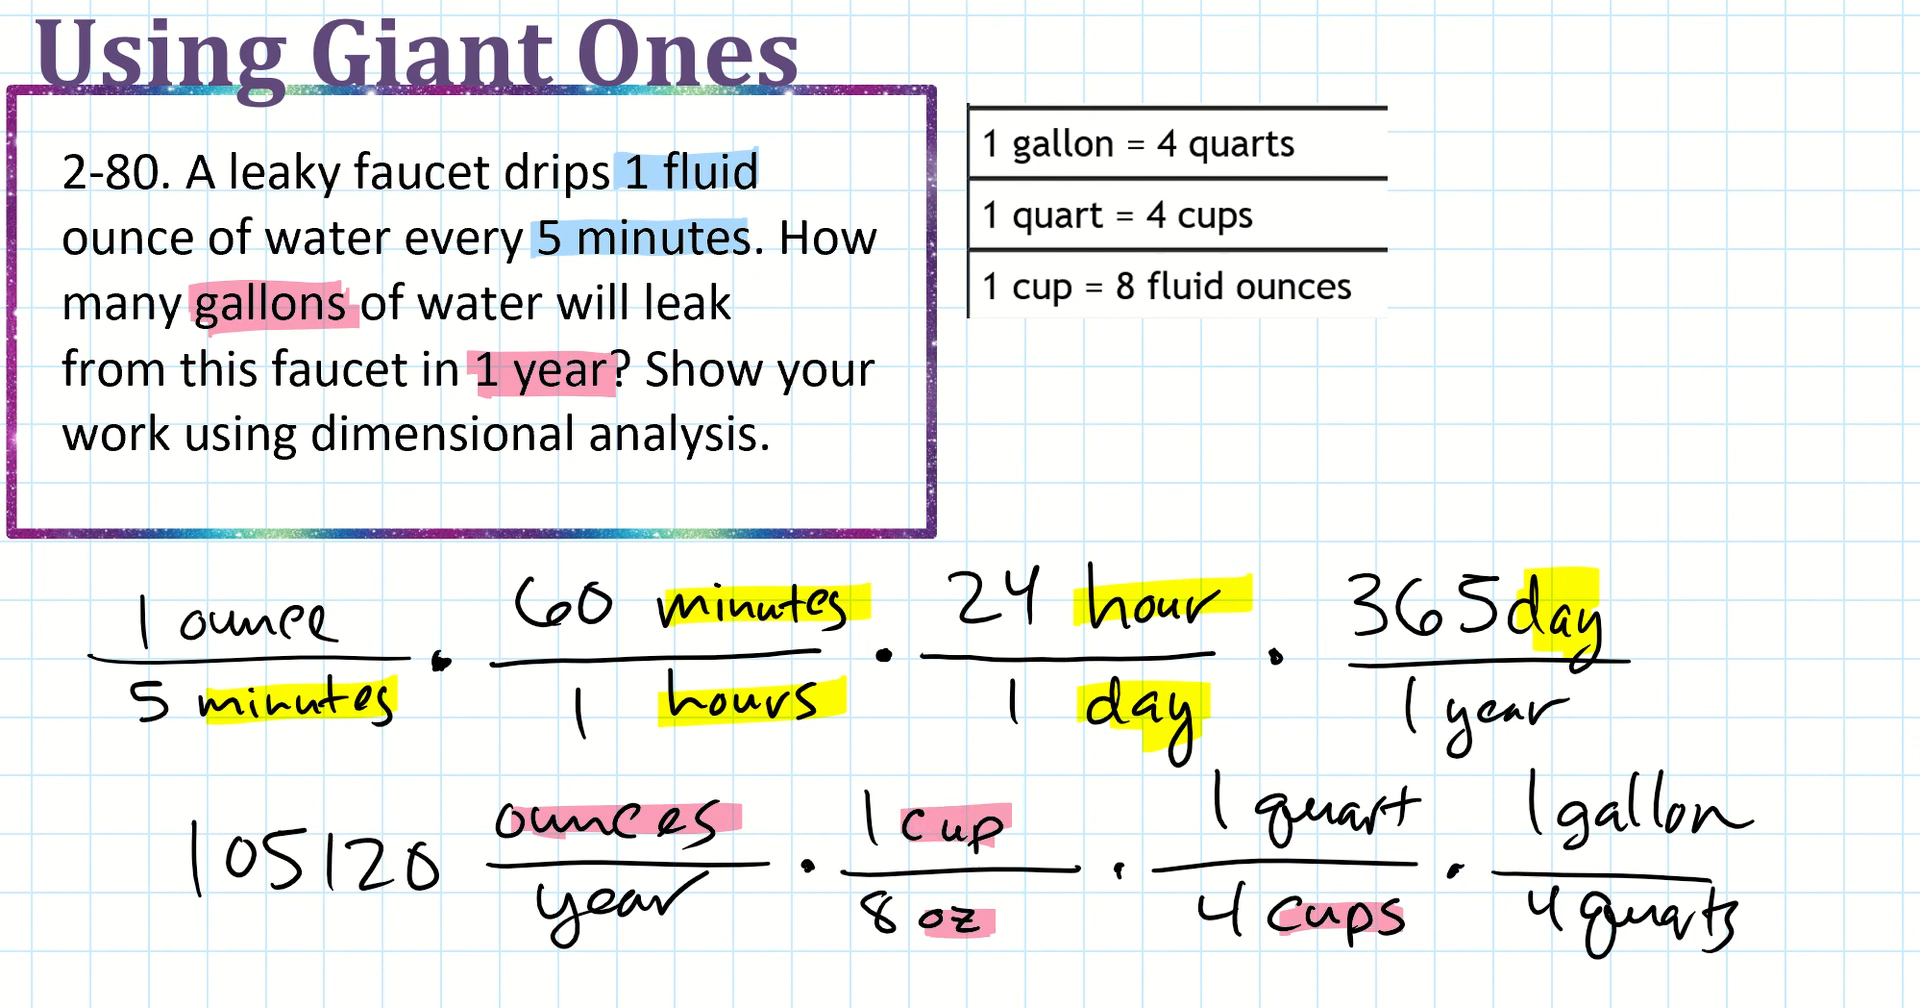 Using Giant Ones
2-80. A leaky faucet drips 1 fluid
ounce of water every 5 minutes. How
many gallons of water will leak
from this faucet in 1 year? Show your
work using dimensional analysis.
1 gallon = 4 quarts
1 quart = 4 cups
1 cup = 8 fluid ounces
1 ounce · 60 minutes · 24 hour · 365 day
5 minutes 1 hours 1 day 1 year
105120 ounces · 1 cup · 1 quart · 1 gallon
year 8 oz 4 cups 4 quarts